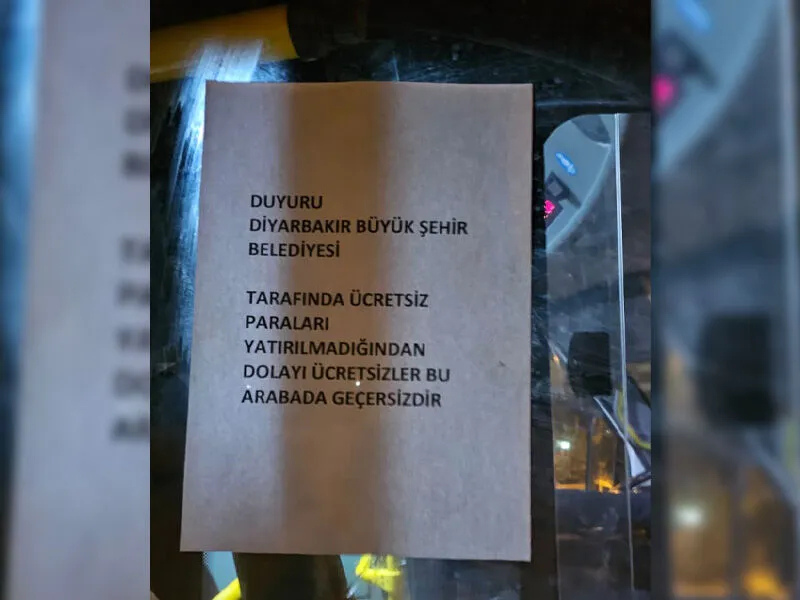 DUYURU
DİYARBAKIR BÜYÜK ŞEHİR
BELEDİYESİ
TARAFINDA ÜCRETSİZ
PARALARI
YATIRILMADIĞINDAN
DOLAYI ÜCRETSİZLER BU
ARABADA GEÇERSİZDİR